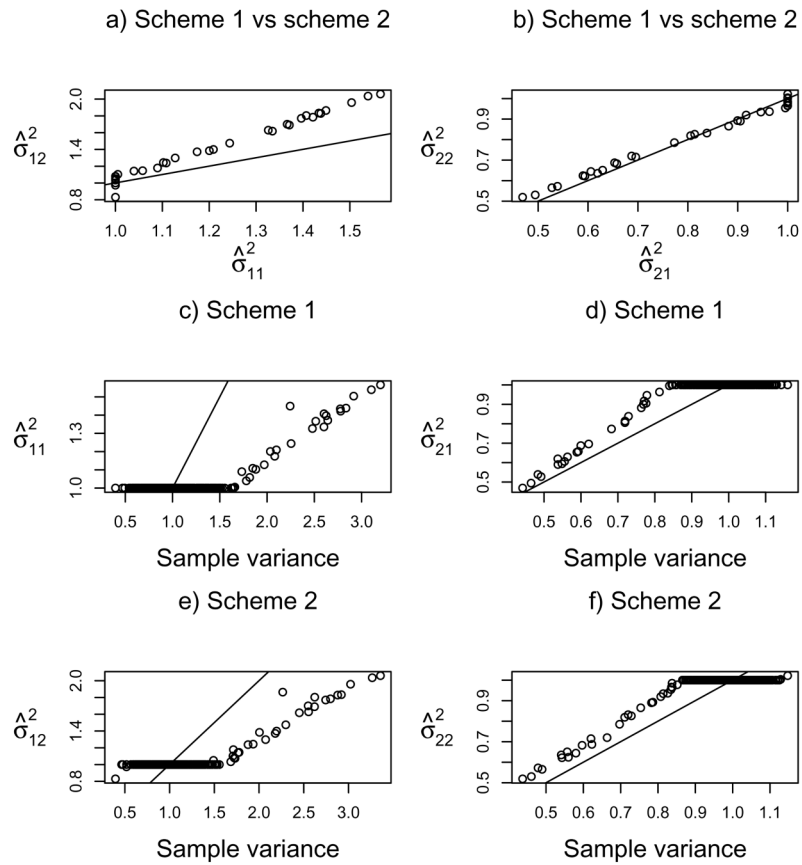 a) Scheme 1 vs scheme 2
b) Scheme 1 vs scheme 2
σ̂²₁₂
0.8 1.4 2.0
1.0 1.1 1.2 1.3 1.4 1.5
σ̂²₁₁
σ̂²₂₂
0.5 0.7 0.9
0.5 0.6 0.7 0.8 0.9 1.0
σ̂²₂₁
c) Scheme 1
d) Scheme 1
σ̂²₁₁
1.0 1.3
0.5 1.0 1.5 2.0 2.5 3.0
Sample variance
σ̂²₂₁
0.5 0.7 0.9
0.5 0.6 0.7 0.8 0.9 1.0 1.1
Sample variance
e) Scheme 2
f) Scheme 2
σ̂²₁₂
0.8 1.4 2.0
0.5 1.0 1.5 2.0 2.5 3.0
Sample variance
σ̂²₂₂
0.5 0.7 0.9
0.5 0.6 0.7 0.8 0.9 1.0 1.1
Sample variance